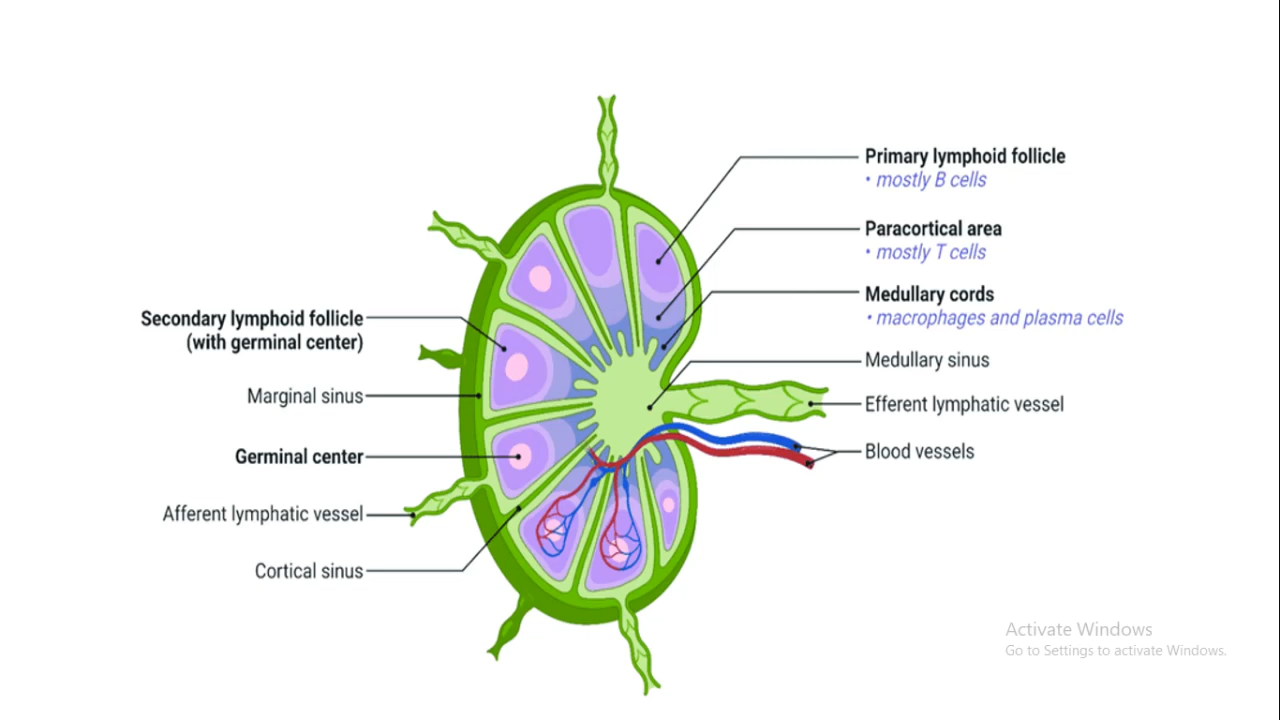 Primary lymphoid follicle
• mostly B cells
Paracortical area
• mostly T cells
Medullary cords
• macrophages and plasma cells
Medullary sinus
Efferent lymphatic vessel
Blood vessels
Secondary lymphoid follicle
(with germinal center)
Marginal sinus
Germinal center
Afferent lymphatic vessel
Cortical sinus
Activate Windows
Go to Settings to activate Windows.